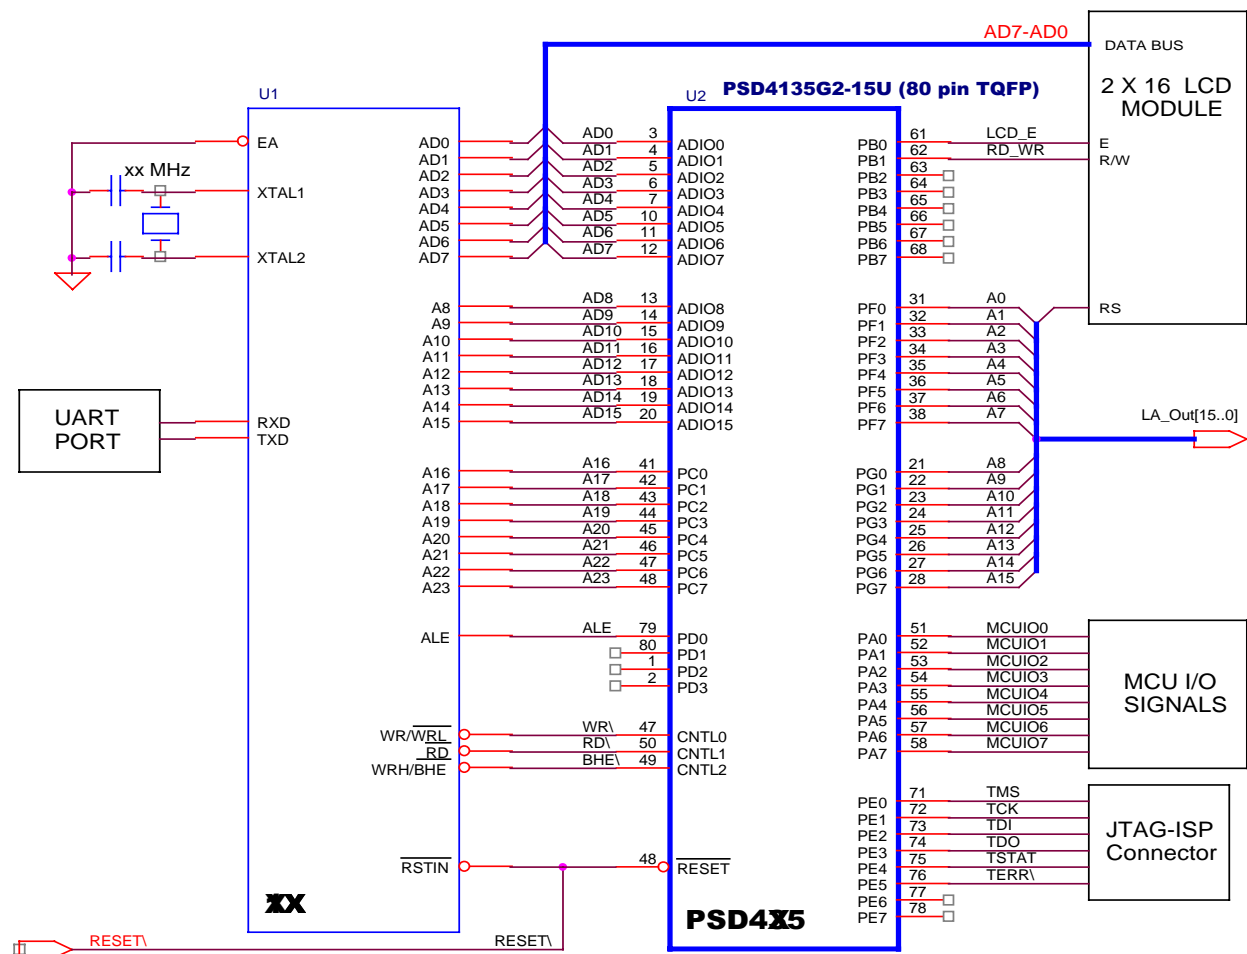 AD7-AD0
DATA BUS
2 X 16 LCD
MODULE
E
R/W
RS
U1
U2
PSD4135G2-15U (80 pin TQFP)
EA
xx MHz
XTAL1
XTAL2
UART
PORT
RXD
TXD
AD0 AD0 3 ADIO0
AD1 AD1 4 ADIO1
AD2 AD2 5 ADIO2
AD3 AD3 6 ADIO3
AD4 AD4 7 ADIO4
AD5 AD5 10 ADIO5
AD6 AD6 11 ADIO6
AD7 AD7 12 ADIO7
A8 AD8 13 ADIO8
A9 AD9 14 ADIO9
A10 AD10 15 ADIO10
A11 AD11 16 ADIO11
A12 AD12 17 ADIO12
A13 AD13 18 ADIO13
A14 AD14 19 ADIO14
A15 AD15 20 ADIO15
A16 A16 41 PC0
A17 A17 42 PC1
A18 A18 43 PC2
A19 A19 44 PC3
A20 A20 45 PC4
A21 A21 46 PC5
A22 A22 47 PC6
A23 A23 48 PC7
ALE ALE 79 PD0
80 PD1
1 PD2
2 PD3
WR/WRL WR\ 47 CNTL0
RD RD\ 50 CNTL1
WRH/BHE BHE\ 49 CNTL2
RSTIN 48 RESET
PB0 61 LCD_E
PB1 62 RD_WR
PB2 63
PB3 64
PB4 65
PB5 66
PB6 67
PB7 68
PF0 31 A0
PF1 32 A1
PF2 33 A2
PF3 34 A3
PF4 35 A4
PF5 36 A5
PF6 37 A6
PF7 38 A7
LA_Out[15..0]
PG0 21 A8
PG1 22 A9
PG2 23 A10
PG3 24 A11
PG4 25 A12
PG5 26 A13
PG6 27 A14
PG7 28 A15
PA0 51 MCUIO0
PA1 52 MCUIO1
PA2 53 MCUIO2
PA3 54 MCUIO3
PA4 55 MCUIO4
PA5 56 MCUIO5
PA6 57 MCUIO6
PA7 58 MCUIO7
MCU I/O
SIGNALS
PE0 71 TMS
PE1 72 TCK
PE2 73 TDI
PE3 74 TDO
PE4 75 TSTAT
PE5 76 TERR\
PE6 77
PE7 78
JTAG-ISP
Connector
RESET\
RESET\